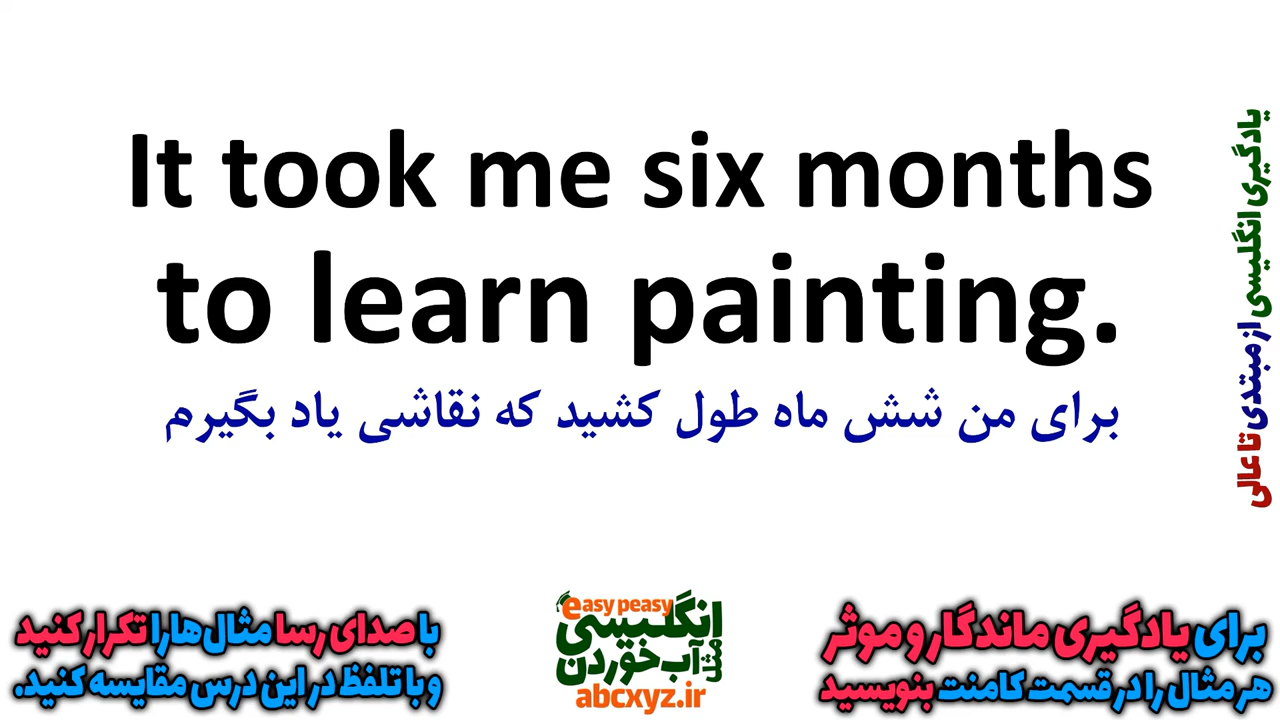 It took me six months
to learn painting.
برای من شش ماه طول کشید که نقاشی یاد بگیرم
یادگیری انگلیسی از مبتدی تا عالی
برای یادگیری ماندگار و موثر
هر مثال را در قسمت کامنت بنویسید
easy peasy
انگلیسی
مثل آب خوردن
abcxyz.ir
با صدای رسا مثال‌ها را تکرار کنید
و با تلفظ در این درس مقایسه کنید.